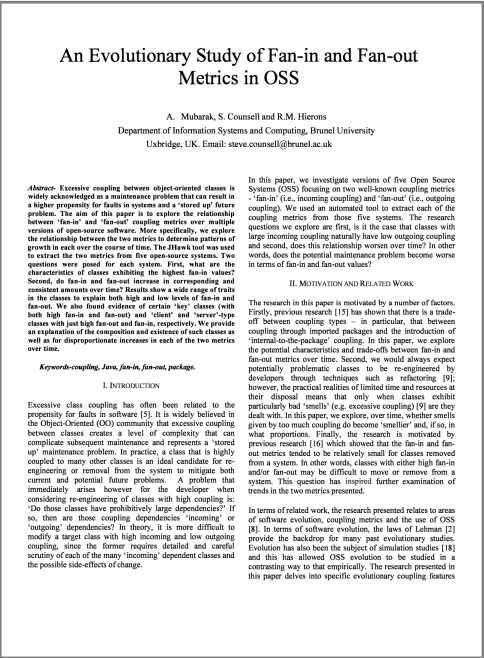 An Evolutionary Study of Fan-in and Fan-out
Metrics in OSS
A. Mubarak, S. Counsell and R.M. Hierons
Department of Information Systems and Computing, Brunel University
Uxbridge, UK. Email: steve.counsell@brunel.ac.uk
Abstract- Excessive coupling between object-oriented classes is
widely acknowledged as a maintenance problem that can result in
a higher propensity for faults in systems and a 'stored up' future
problem. The aim of this paper is to explore the relationship
between 'fan-in' and 'fan-out' coupling metrics over multiple
versions of open-source software. More specifically, we explore
the relationship between the two metrics to determine patterns of
growth in each over the course of time. The JHawk tool was used
to extract the two metrics from five open-source systems. Two
questions were posed for each system. First, what are the
characteristics of classes exhibiting the highest fan-in values?
Second, do fan-in and fan-out increase in corresponding and
consistent amounts over time? Results show a wide range of traits
in the classes to explain both high and low levels of fan-in and
fan-out. We also found evidence of certain 'key' classes (with
both high fan-in and fan-out) and 'client' and 'server'-type
classes with just high fan-out and fan-in, respectively. We provide
an explanation of the composition and existence of such classes as
well as for disproportionate increases in each of the two metrics
over time.
Keywords-coupling, Java, fan-in, fan-out, package.
I. INTRODUCTION
Excessive class coupling has often been related to the
propensity for faults in software [5]. It is widely believed in
the Object-Oriented (OO) community that excessive coupling
between classes creates a level of complexity that can
complicate subsequent maintenance and represents a 'stored
up' maintenance problem. In practice, a class that is highly
coupled to many other classes is an ideal candidate for re-
engineering or removal from the system to mitigate both
current and potential future problems. A problem that
immediately arises however for the developer when
considering re-engineering of classes with high coupling is:
'Do those classes have prohibitively large dependencies?' If
so, then are those coupling dependencies 'incoming' or
'outgoing' dependencies? In theory, it is more difficult to
modify a target class with high incoming and low outgoing
coupling, since the former requires detailed and careful
scrutiny of each of the many 'incoming' dependent classes and
the possible side-effects of change.
In this paper, we investigate versions of five Open Source
Systems (OSS) focusing on two well-known coupling metrics
- 'fan-in' (i.e., incoming coupling) and 'fan-out' (i.e., outgoing
coupling). We used an automated tool to extract each of the
coupling metrics from those five systems. The research
questions we explore are first, is it the case that classes with
large incoming coupling naturally have low outgoing coupling
and second, does this relationship worsen over time? In other
words, does the potential maintenance problem become worse
in terms of fan-in and fan-out values?
II. MOTIVATION AND RELATED WORK
The research in this paper is motivated by a number of factors.
Firstly, previous research [15] has shown that there is a trade-
off between coupling types – in particular, that between
coupling through imported packages and the introduction of
'internal-to-the-package' coupling. In this paper, we explore
the potential characteristics and trade-offs between fan-in and
fan-out metrics over time. Second, we would always expect
potentially problematic classes to be re-engineered by
developers through techniques such as refactoring [9];
however, the practical realities of limited time and resources at
their disposal means that only when classes exhibit
particularly bad 'smells' (e.g. excessive coupling) [9] are they
dealt with. In this paper, we explore, over time, whether smells
given by too much coupling do become 'smellier' and, if so, in
what proportions. Finally, the research is motivated by
previous research [16] which showed that the fan-in and fan-
out metrics tended to be relatively small for classes removed
from a system. In other words, classes with either high fan-in
and/or fan-out may be difficult to move or remove from a
system. This question has inspired further examination of
trends in the two metrics presented.
In terms of related work, the research presented relates to areas
of software evolution, coupling metrics and the use of OSS
[8]. In terms of software evolution, the laws of Lehman [2]
provide the backdrop for many past evolutionary studies.
Evolution has also been the subject of simulation studies [18]
and this has allowed OSS evolution to be studied in a
contrasting way to that empirically. The research presented in
this paper delves into specific evolutionary coupling features